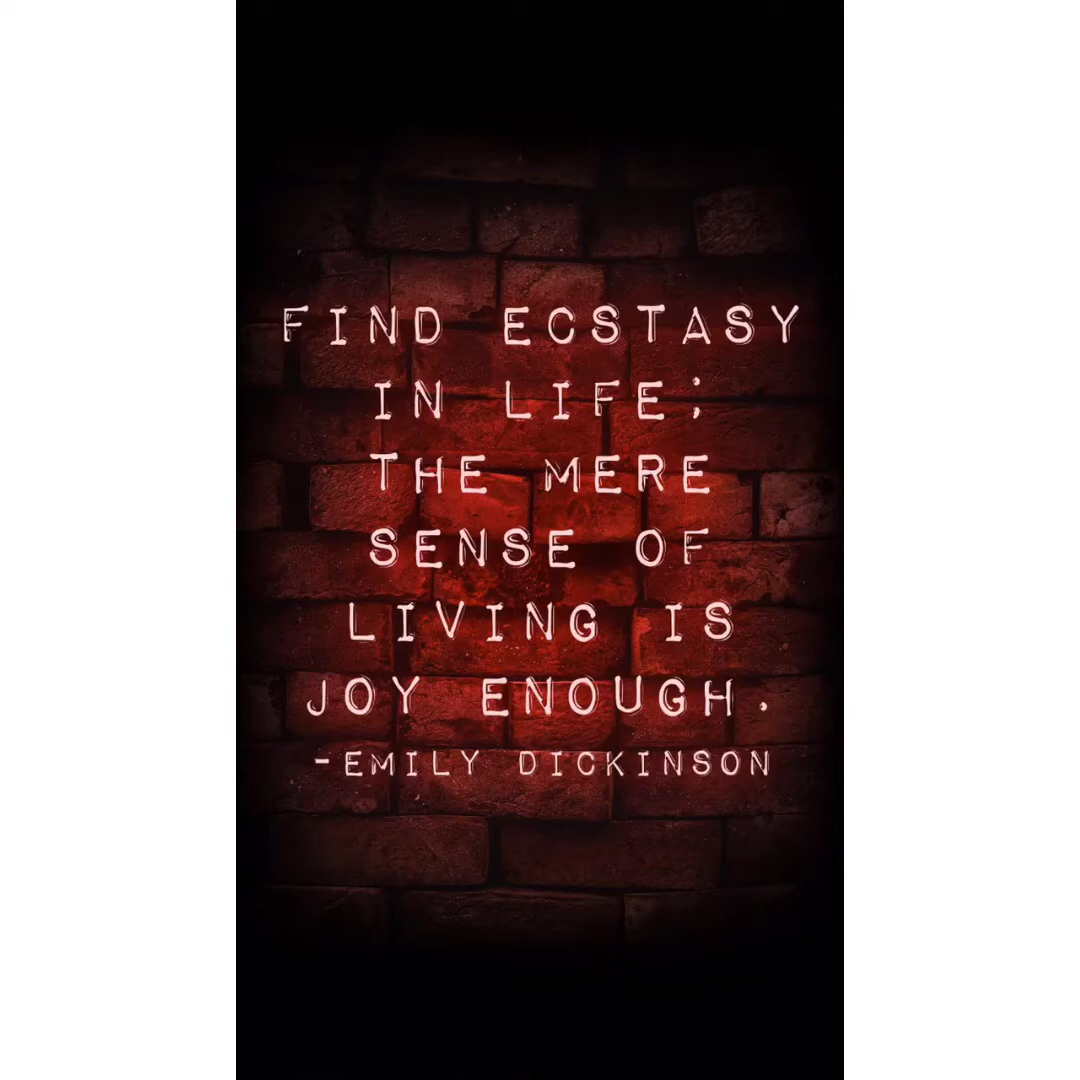 FIND ECSTASY
IN LIFE;
THE MERE
SENSE OF
LIVING IS
JOY ENOUGH.
-EMILY DICKINSON